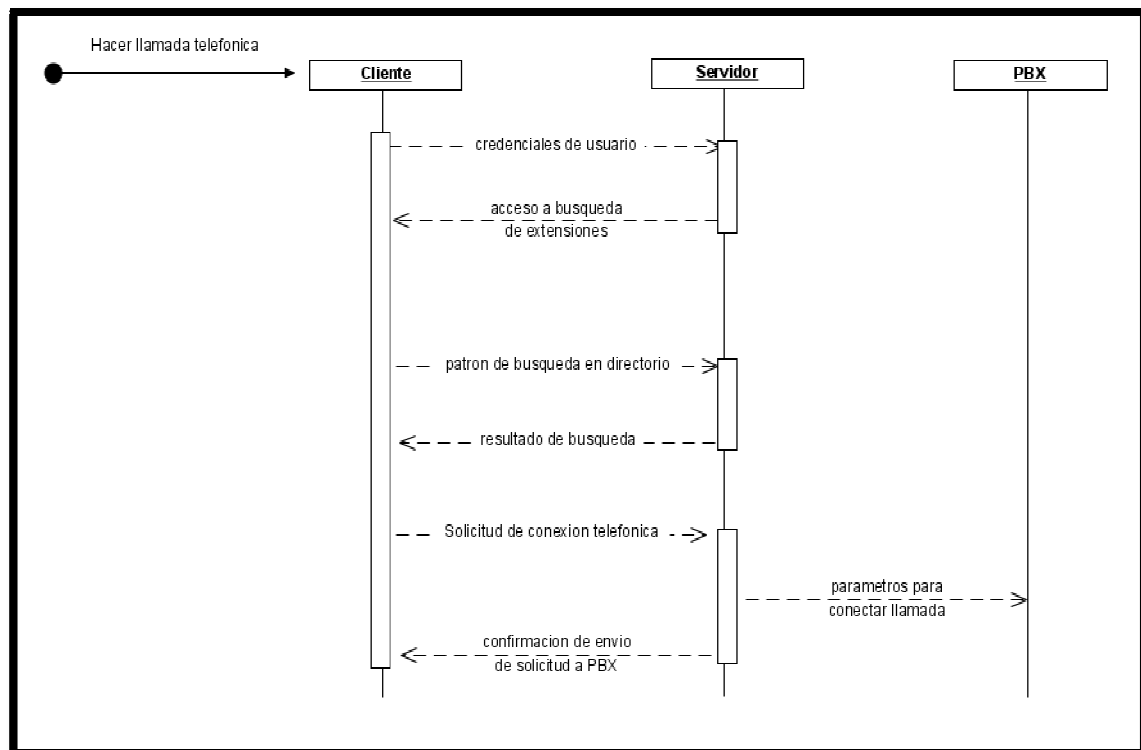 Hacer llamada telefonica
Cliente
Servidor
PBX
credenciales de usuario
acceso a busqueda
de extensiones
patron de busqueda en directorio
resultado de busqueda
Solicitud de conexion telefonica
parametros para
conectar llamada
confirmacion de envio
de solicitud a PBX